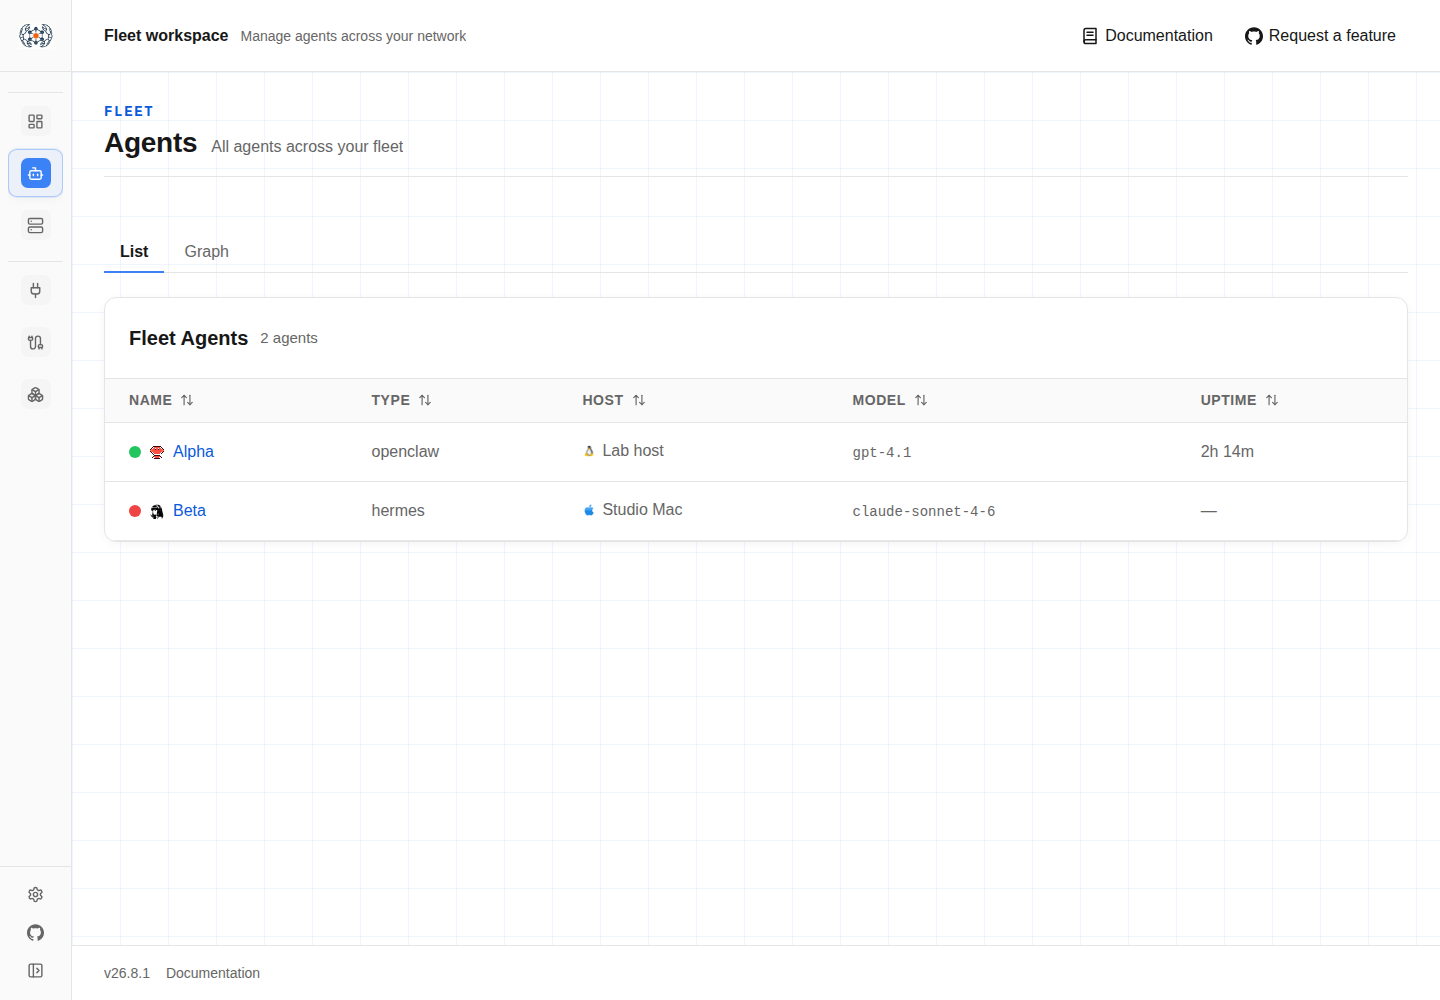 Fleet workspace Manage agents across your network Documentation Request a feature
FLEET
Agents All agents across your fleet
List Graph
Fleet Agents 2 agents
NAME TYPE HOST MODEL UPTIME
Alpha openclaw Lab host gpt-4.1 2h 14m
Beta hermes Studio Mac claude-sonnet-4-6 —
v26.8.1 Documentation